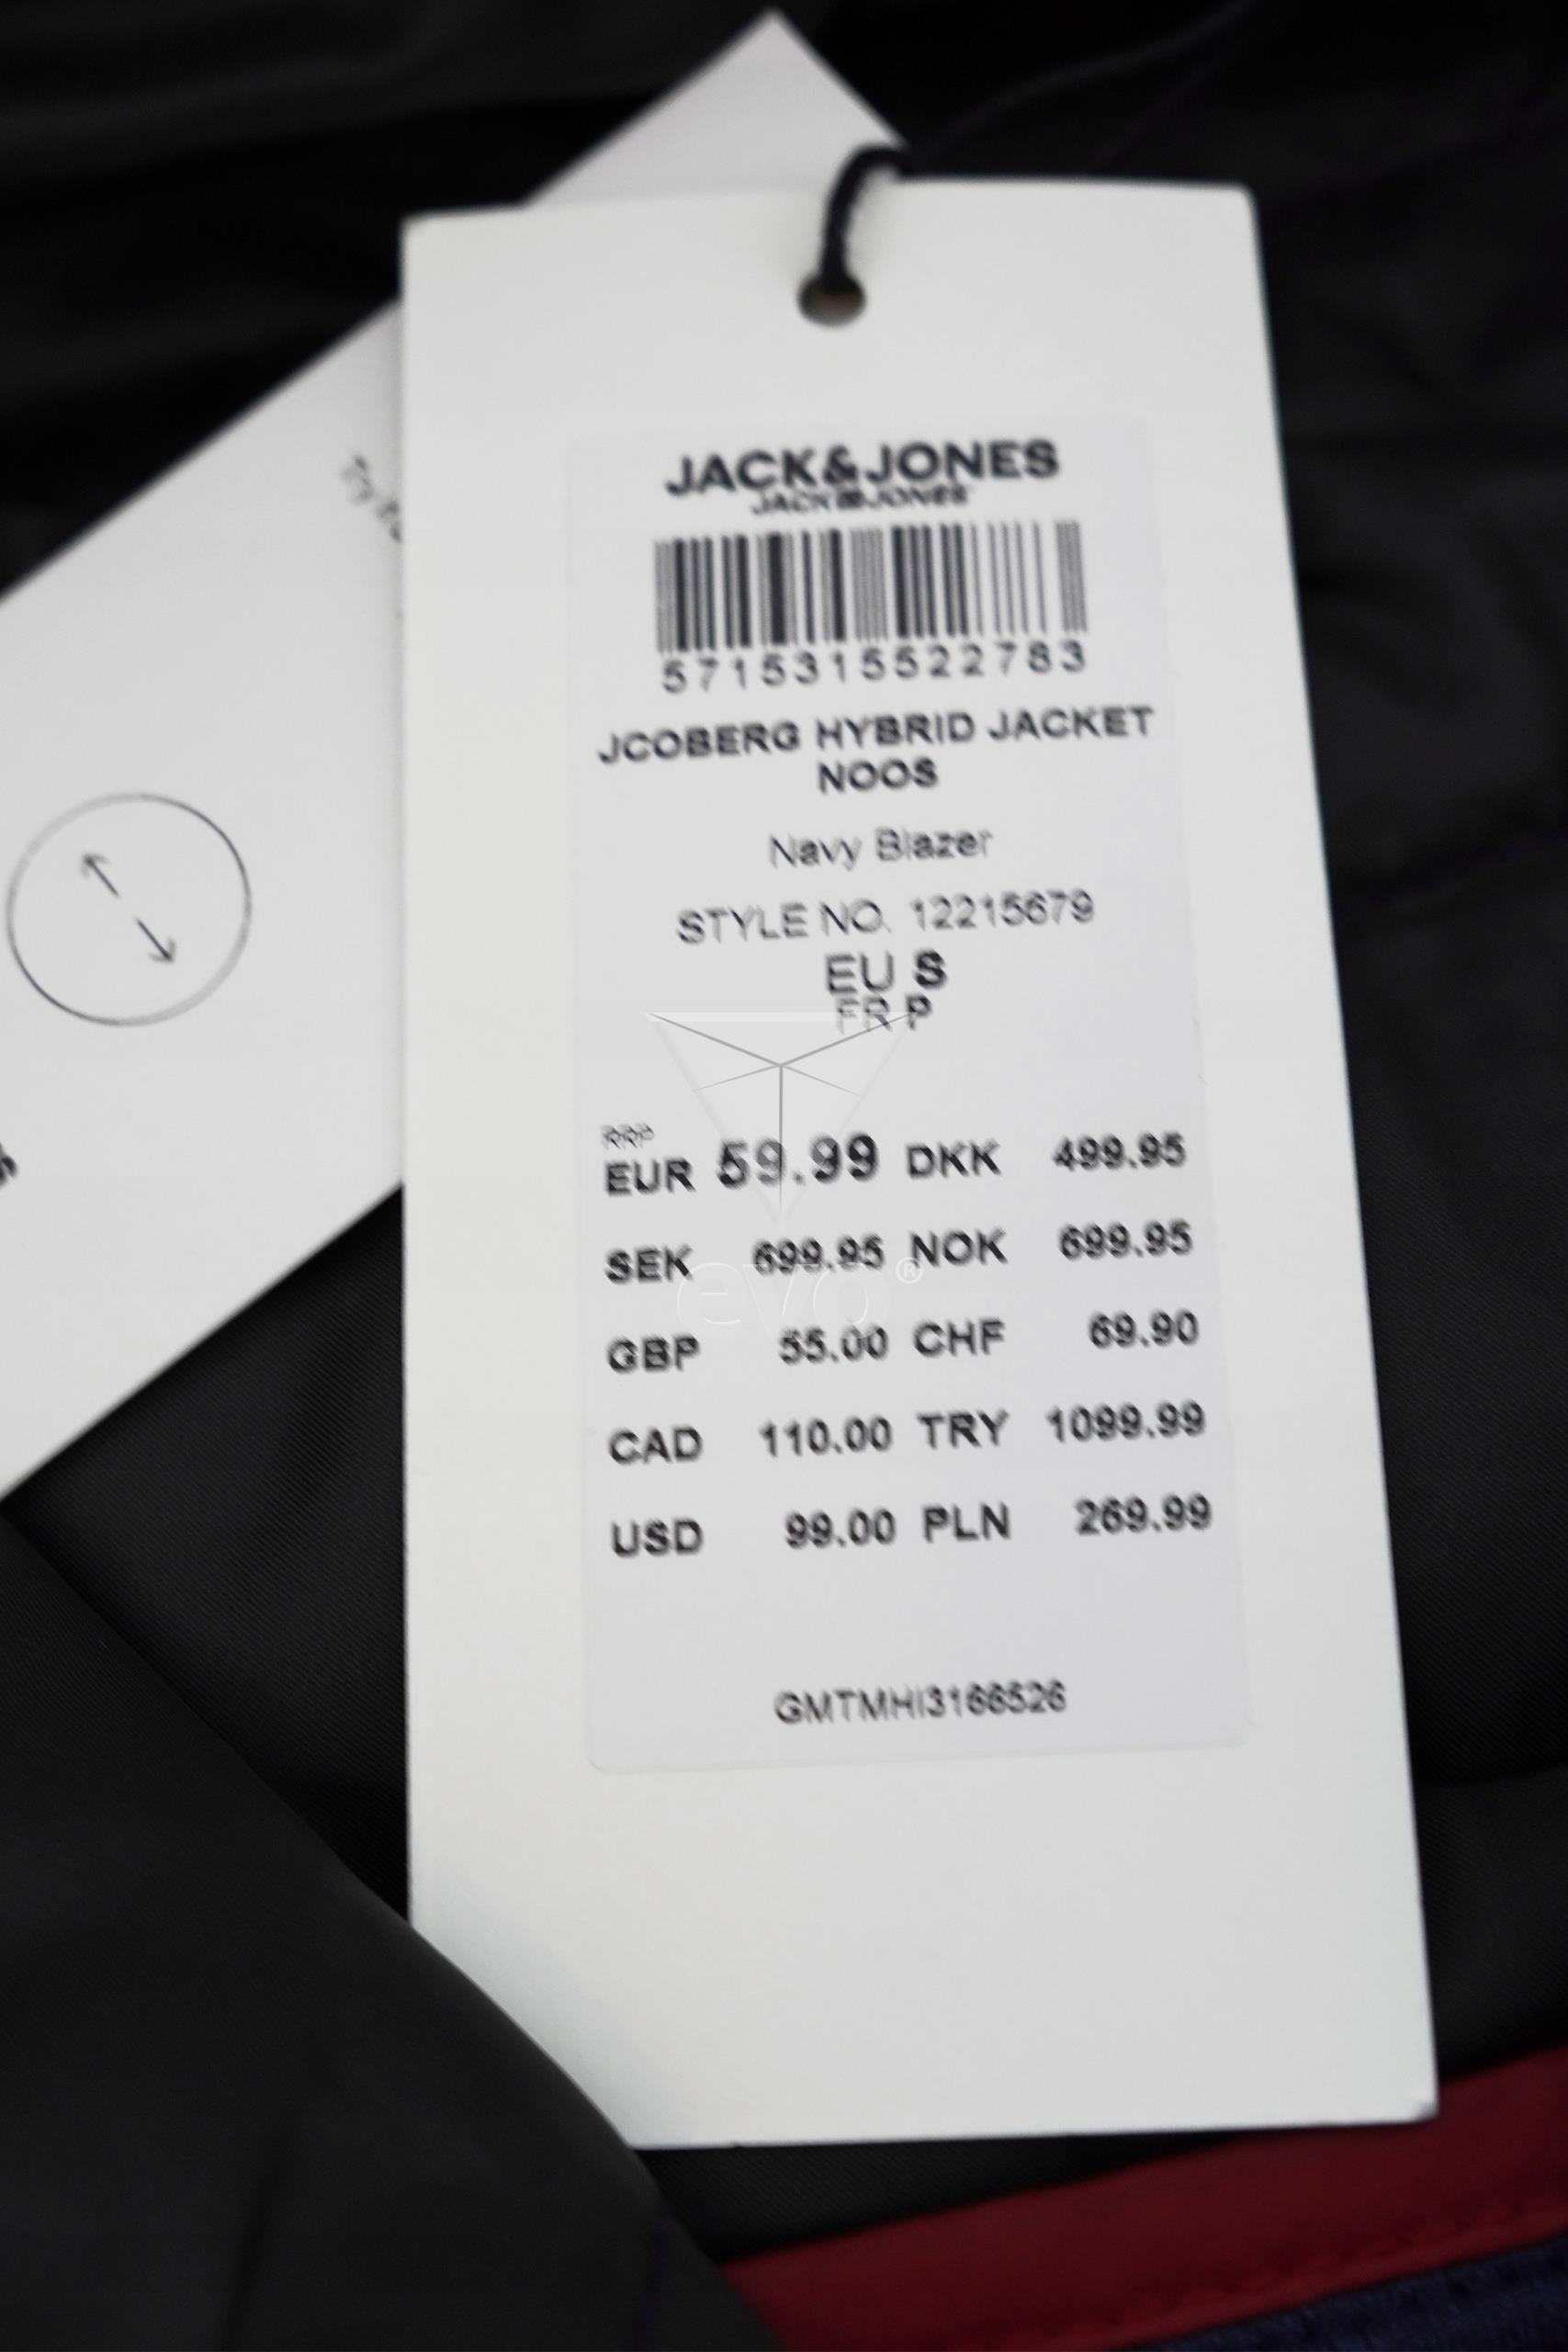 JACK&JONES
JACK&JONES
5715315522783
JCOBERG HYBRID JACKET
NOOS
Navy Blazer
STYLE NO. 12215679
EU S
FR P
RRP
EUR 59.99 DKK 499.95
SEK 699.95 NOK 699.95
evo®
GBP 55.00 CHF 69.90
CAD 110.00 TRY 1099.99
USD 99.00 PLN 269.99
GMTMHI3166526